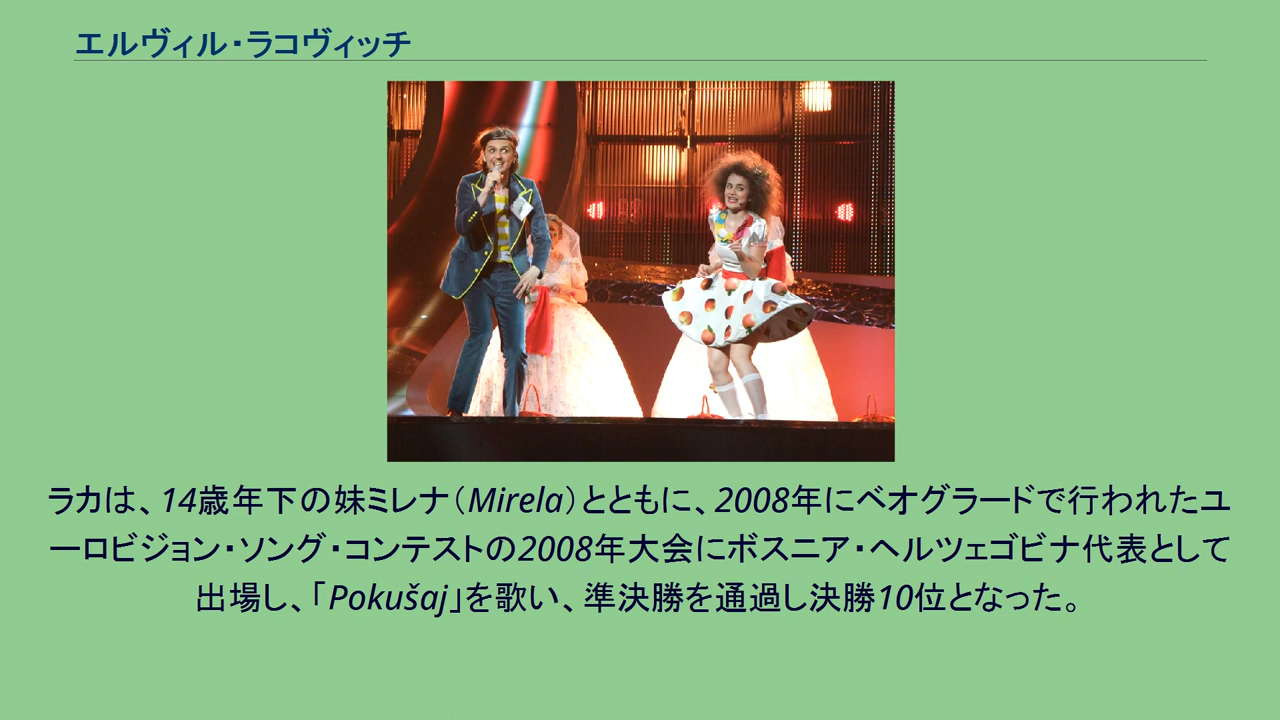 エルヴィル・ラコヴィッチ
ラカは、14歳年下の妹ミレナ（Mirela）とともに、2008年にベオグラードで行われたユ
ーロビジョン・ソング・コンテストの2008年大会にボスニア・ヘルツェゴビナ代表として
出場し、「Pokušaj」を歌い、準決勝を通過し決勝10位となった。